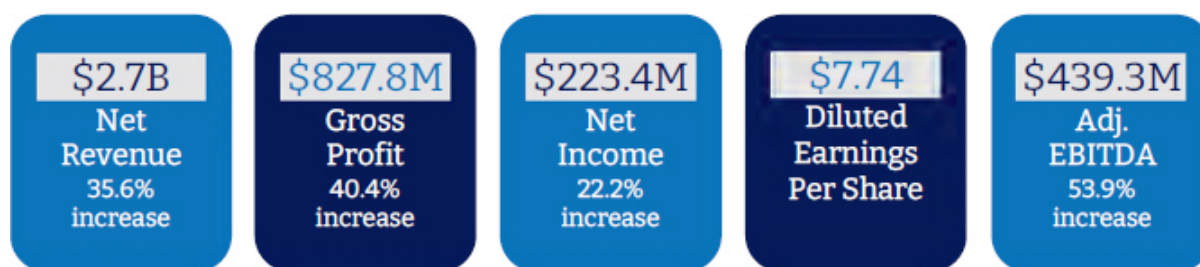 $2.7B
Net
Revenue
35.6%
increase
$827.8M
Gross
Profit
40.4%
increase
$223.4M
Net
Income
22.2%
increase
$7.74
Diluted
Earnings
Per Share
$439.3M
Adj.
EBITDA
53.9%
increase